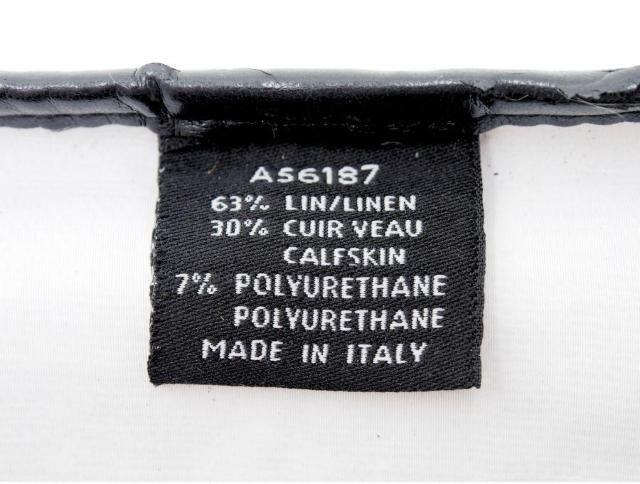 A56187
63% LIN/LINEN
30% CUIR VEAU
CALFSKIN
7% POLYURETHANE
POLYURETHANE
MADE IN ITALY